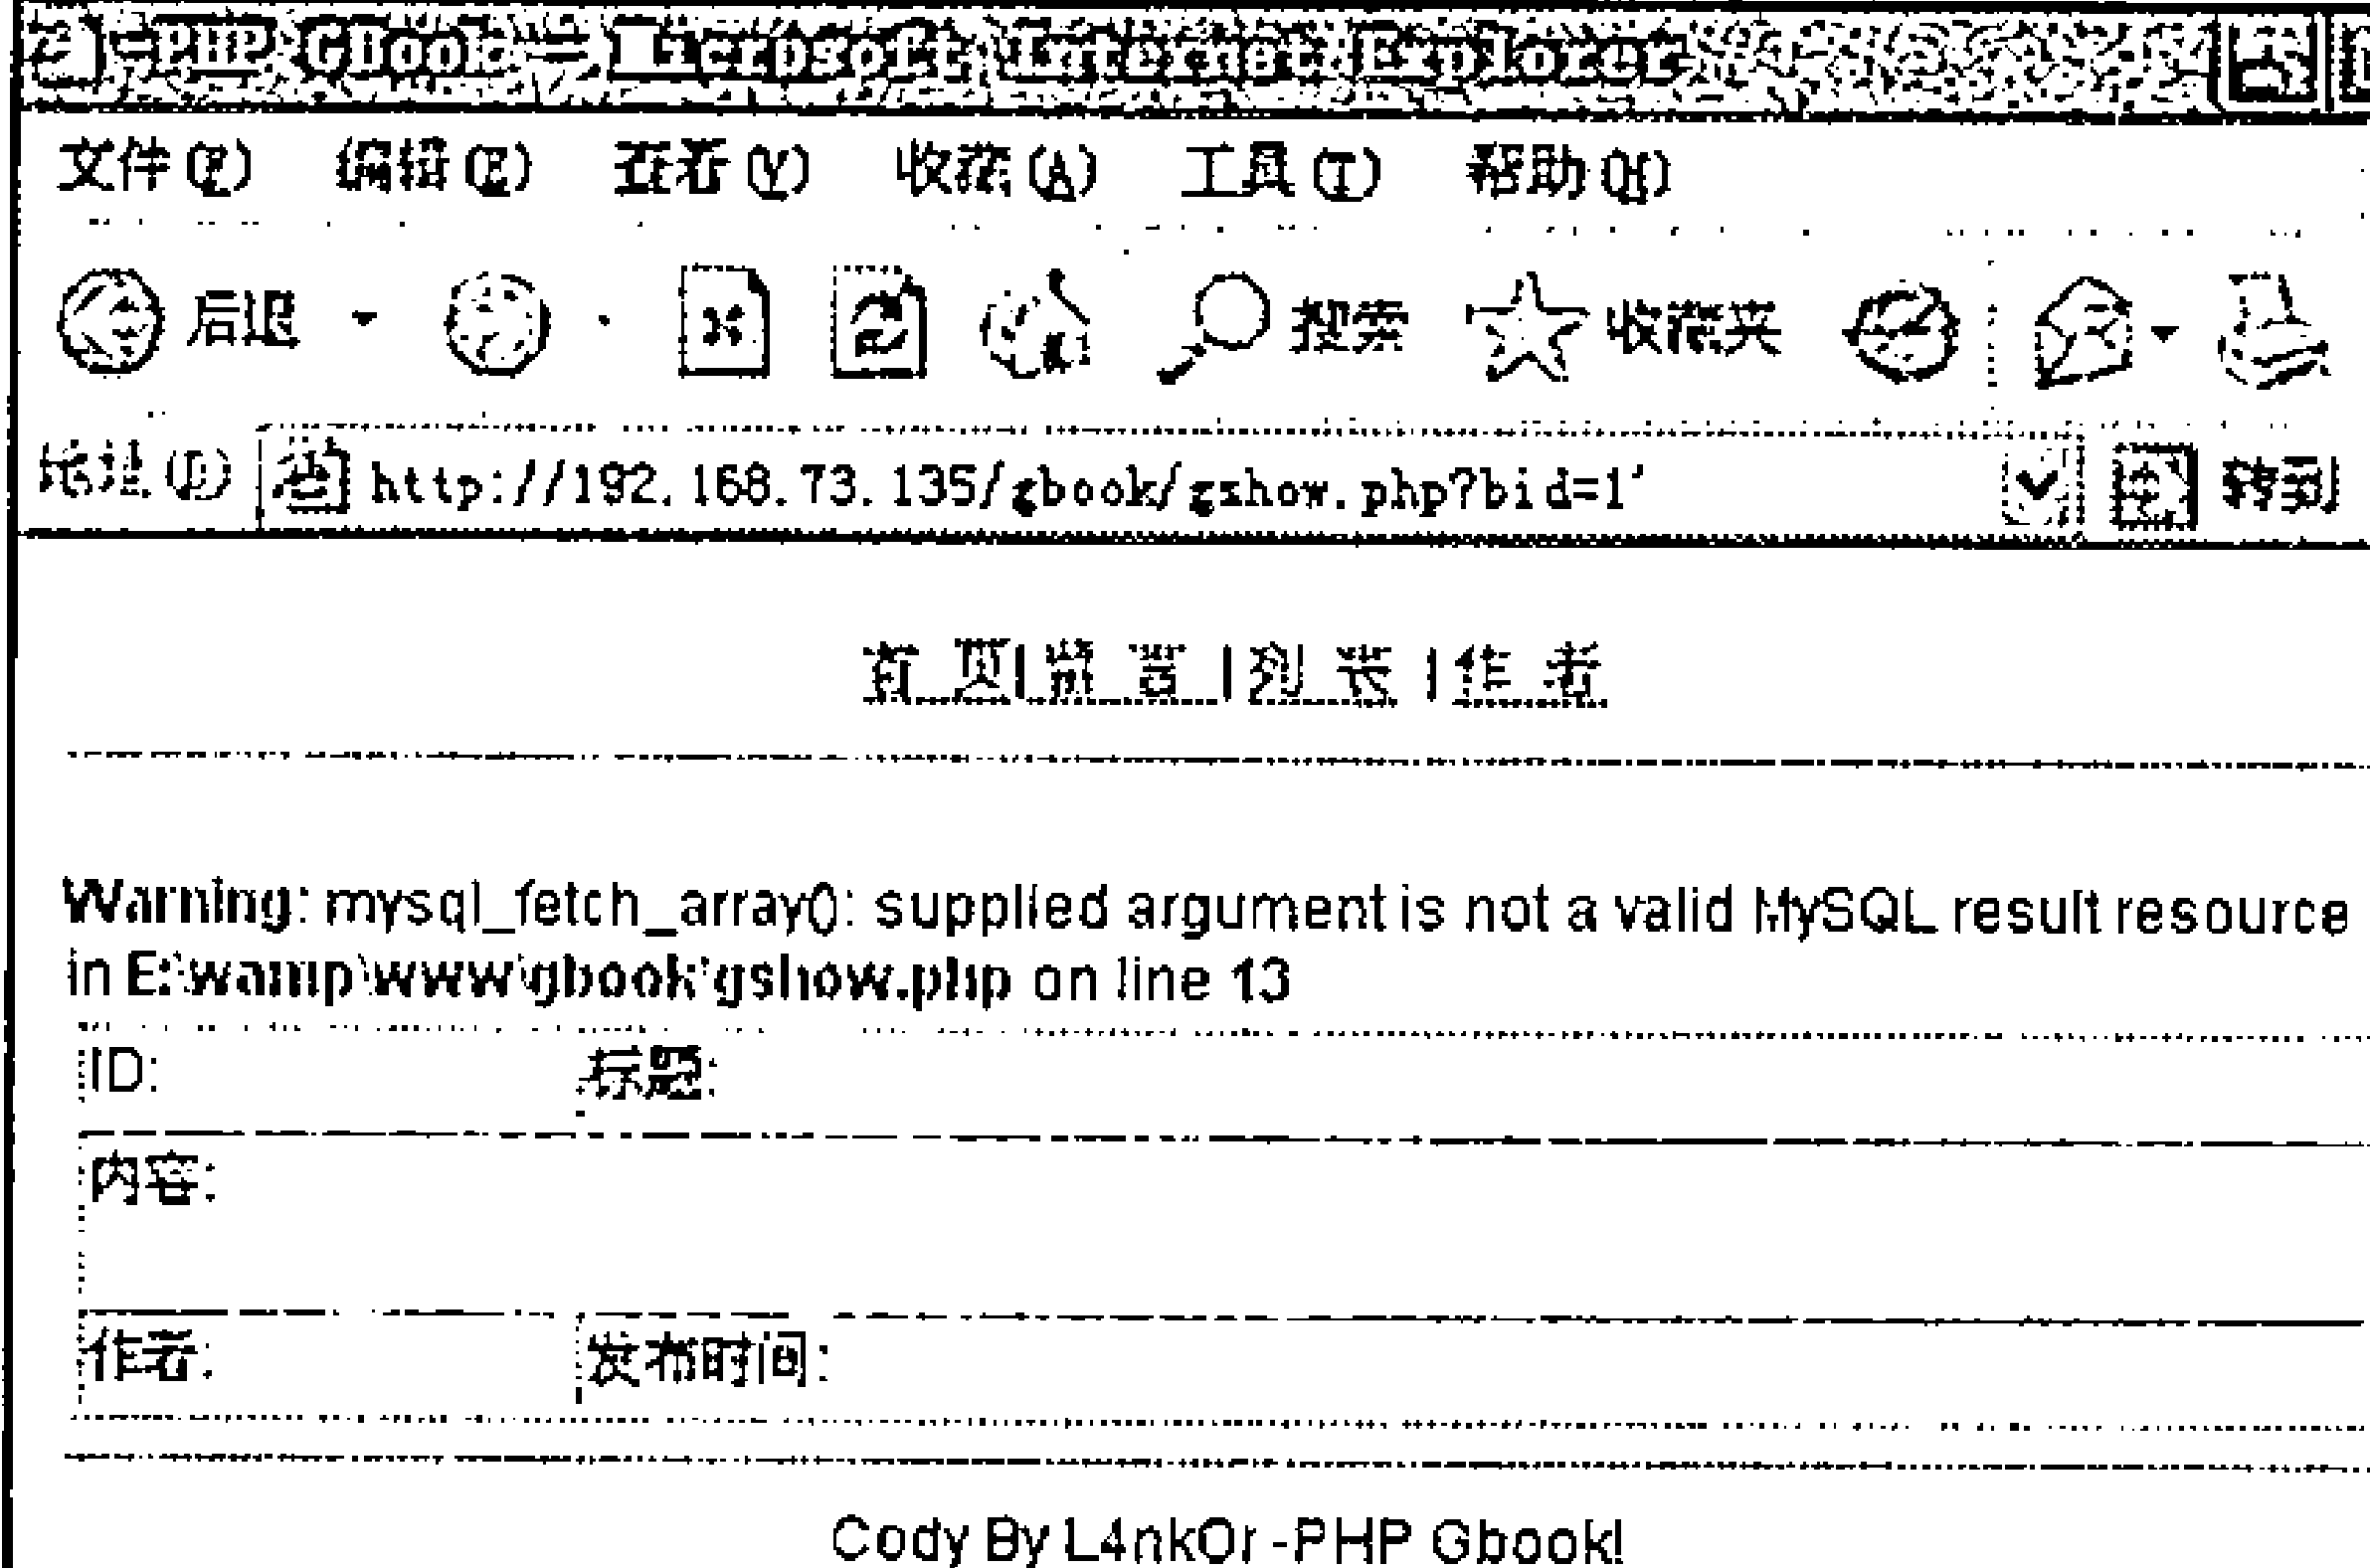 PHP Gbook - Microsoft Internet Explorer
文件(F) 编辑(E) 查看(V) 收藏(A) 工具(T) 帮助(H)
后退 搜索 收藏夹
地址(D) http://192.168.73.135/gbook/gshow.php?bid=1' 转到
首 页|留 言|列 表|作 者
Warning: mysql_fetch_array(): supplied argument is not a valid MySQL result resource
in E:\wamp\www\gbook\gshow.php on line 13
ID: 标题:
内容:
作者: 发布时间:
Cody By L4nk0r -PHP Gbook!